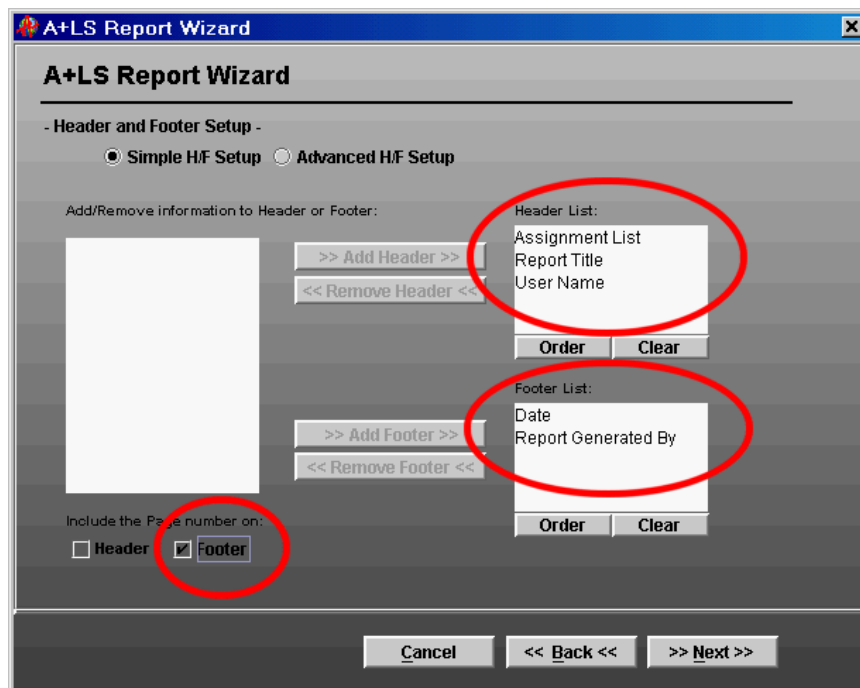 A+LS Report Wizard
A+LS Report Wizard
- Header and Footer Setup -
Simple H/F Setup Advanced H/F Setup
Add/Remove information to Header or Footer:
Header List:
>> Add Header >>
<< Remove Header <<
Assignment List
Report Title
User Name
Order Clear
Footer List:
>> Add Footer >>
<< Remove Footer <<
Date
Report Generated By
Order Clear
Include the Page number on:
Header Footer
Cancel << Back << >> Next >>